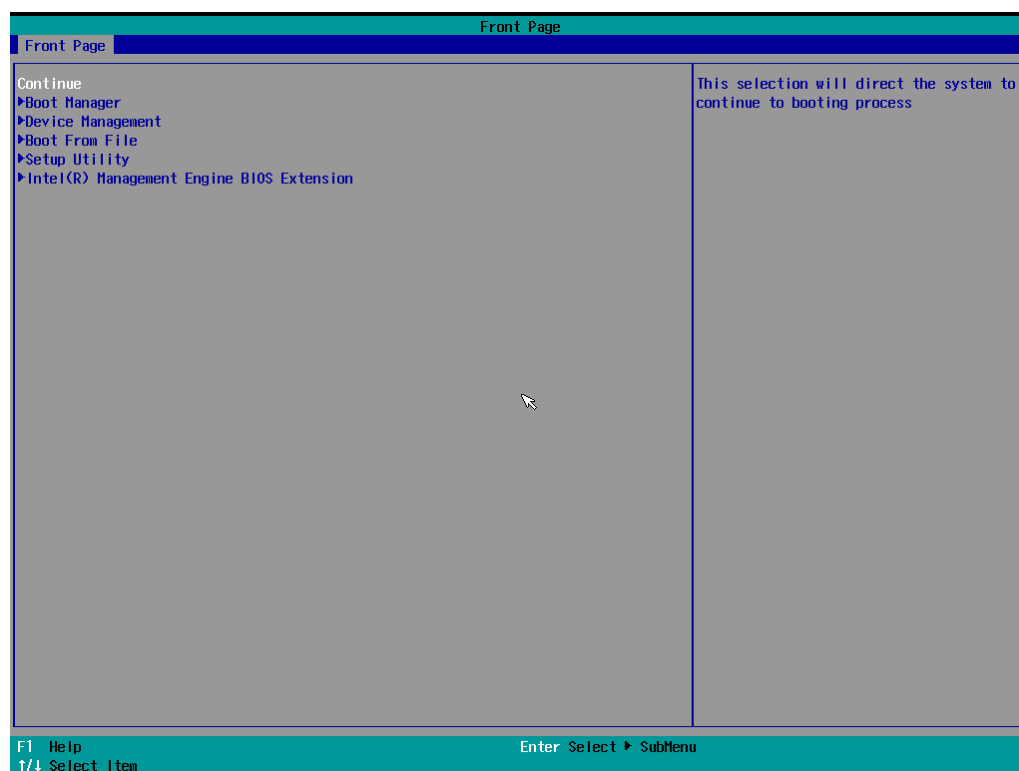 Front Page
Front Page
Continue
▶Boot Manager
▶Device Management
▶Boot From File
▶Setup Utility
▶Intel(R) Management Engine BIOS Extension
This selection will direct the system to
continue to booting process
F1 Help
Enter Select ▶ SubMenu
↑/↓ Select Item